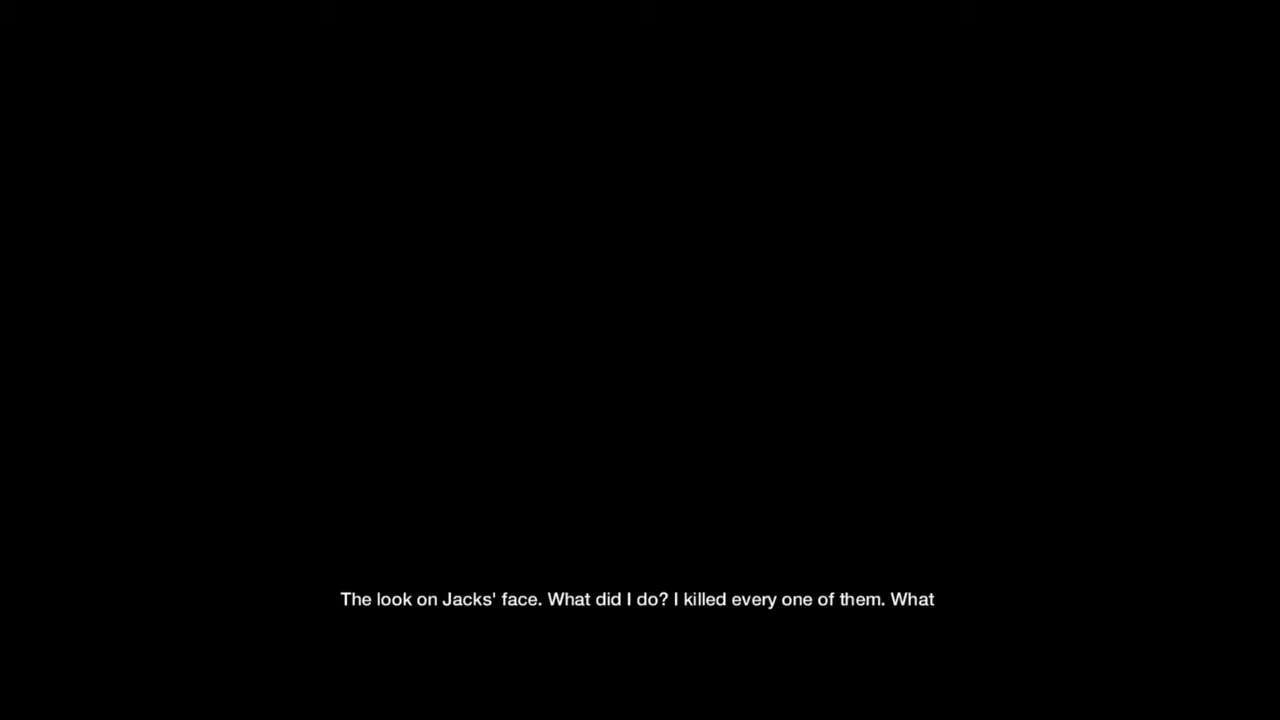 The look on Jacks' face. What did I do? I killed every one of them. What